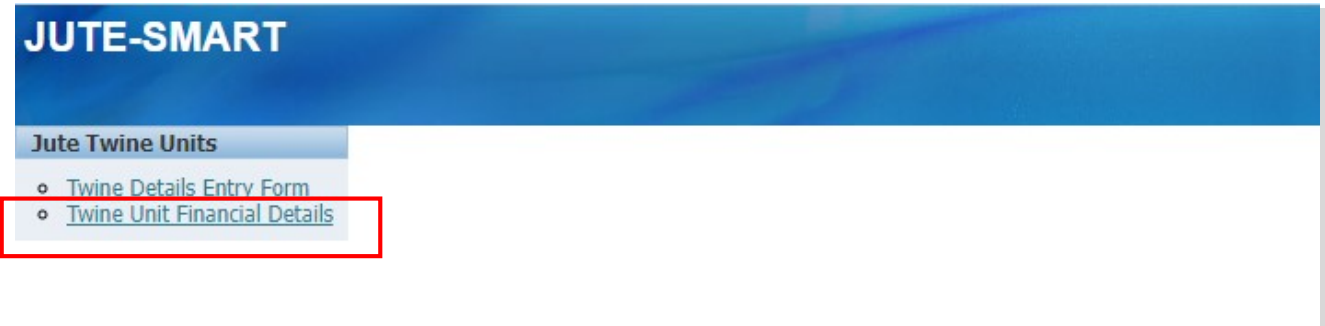 JUTE-SMART
Jute Twine Units
Twine Details Entry Form
Twine Unit Financial Details